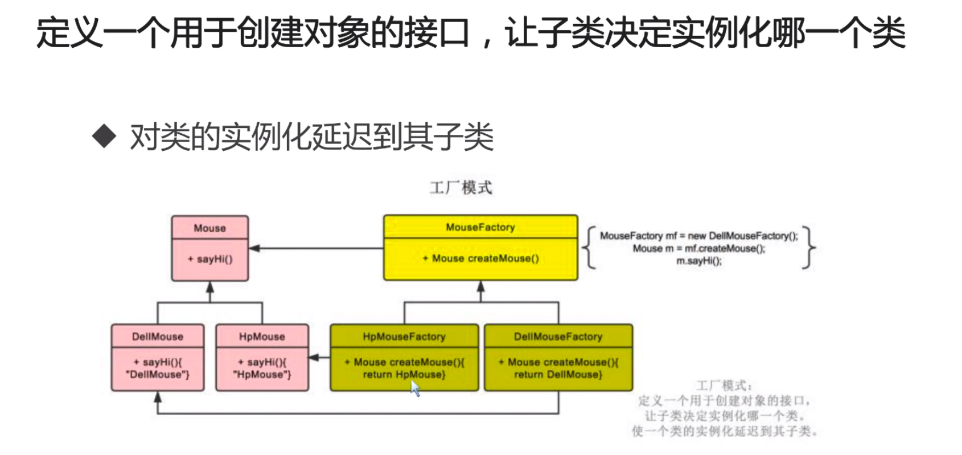 定义一个用于创建对象的接口，让子类决定实例化哪一个类
◆ 对类的实例化延迟到其子类
工厂模式
Mouse
+ sayHi()
MouseFactory
+ Mouse createMouse()
MouseFactory mf = new DellMouseFactory();
Mouse m = mf.createMouse();
m.sayHi();
DellMouse
+ sayHi(){
"DellMouse"}
HpMouse
+ sayHi(){
"HpMouse"}
HpMouseFactory
+ Mouse createMouse(){
return HpMouse}
DellMouseFactory
+ Mouse createMouse(){
return DellMouse}
工厂模式：
定义一个用于创建对象的接口，
让子类决定实例化哪一个类。
使一个类的实例化延迟到其子类。